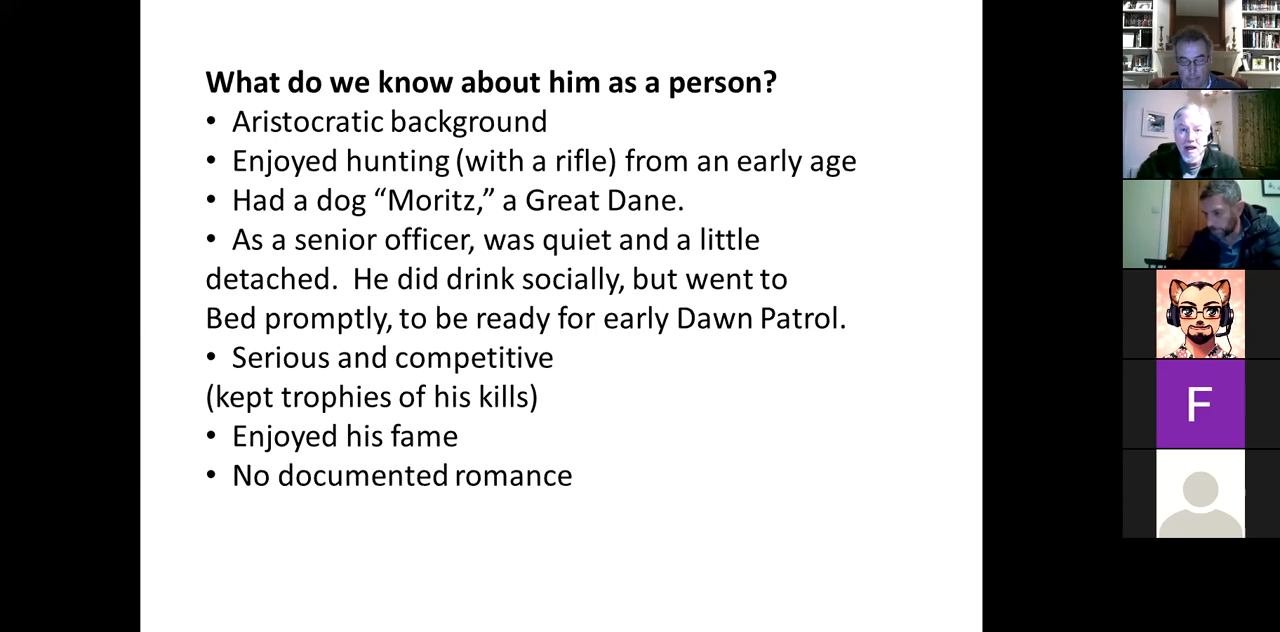 What do we know about him as a person?
• Aristocratic background
• Enjoyed hunting (with a rifle) from an early age
• Had a dog “Moritz,” a Great Dane.
• As a senior officer, was quiet and a little
detached.  He did drink socially, but went to
Bed promptly, to be ready for early Dawn Patrol.
• Serious and competitive
(kept trophies of his kills)
• Enjoyed his fame
• No documented romance
F